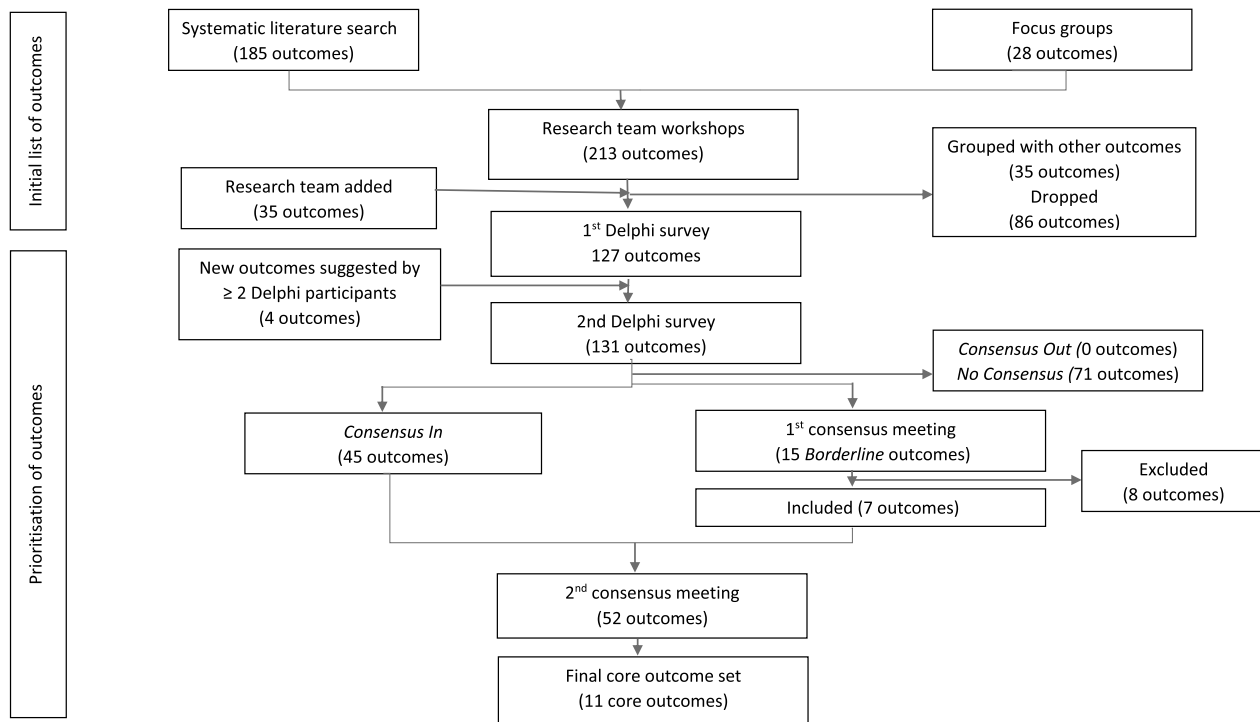 Initial list of outcomes
Systematic literature search
(185 outcomes)
Focus groups
(28 outcomes)
Research team workshops
(213 outcomes)
Grouped with other outcomes
(35 outcomes)
Dropped
(86 outcomes)
Research team added
(35 outcomes)
1st Delphi survey
127 outcomes
Prioritisation of outcomes
New outcomes suggested by
≥ 2 Delphi participants
(4 outcomes)
2nd Delphi survey
(131 outcomes)
Consensus Out (0 outcomes)
No Consensus (71 outcomes)
Consensus In
(45 outcomes)
1st consensus meeting
(15 Borderline outcomes)
Excluded
(8 outcomes)
Included (7 outcomes)
2nd consensus meeting
(52 outcomes)
Final core outcome set
(11 core outcomes)